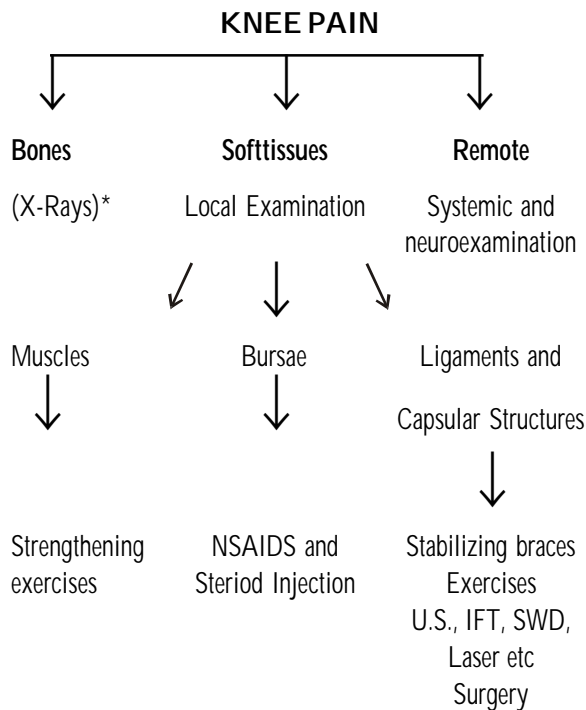 KNEE PAIN
Bones
Softtissues
Remote
(X-Rays)*
Local Examination
Systemic and
neuroexamination
Muscles
Bursae
Ligaments and
Capsular Structures
Strengthening
exercises
NSAIDS and
Steriod Injection
Stabilizing braces
Exercises
U.S., IFT, SWD,
Laser etc
Surgery